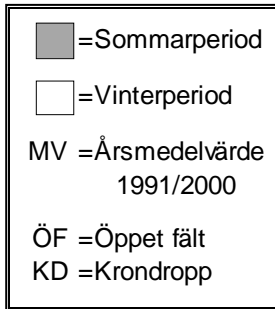 =Sommarperiod
=Vinterperiod
MV =Årsmedelvärde
1991/2000
ÖF =Öppet fält
KD =Krondropp